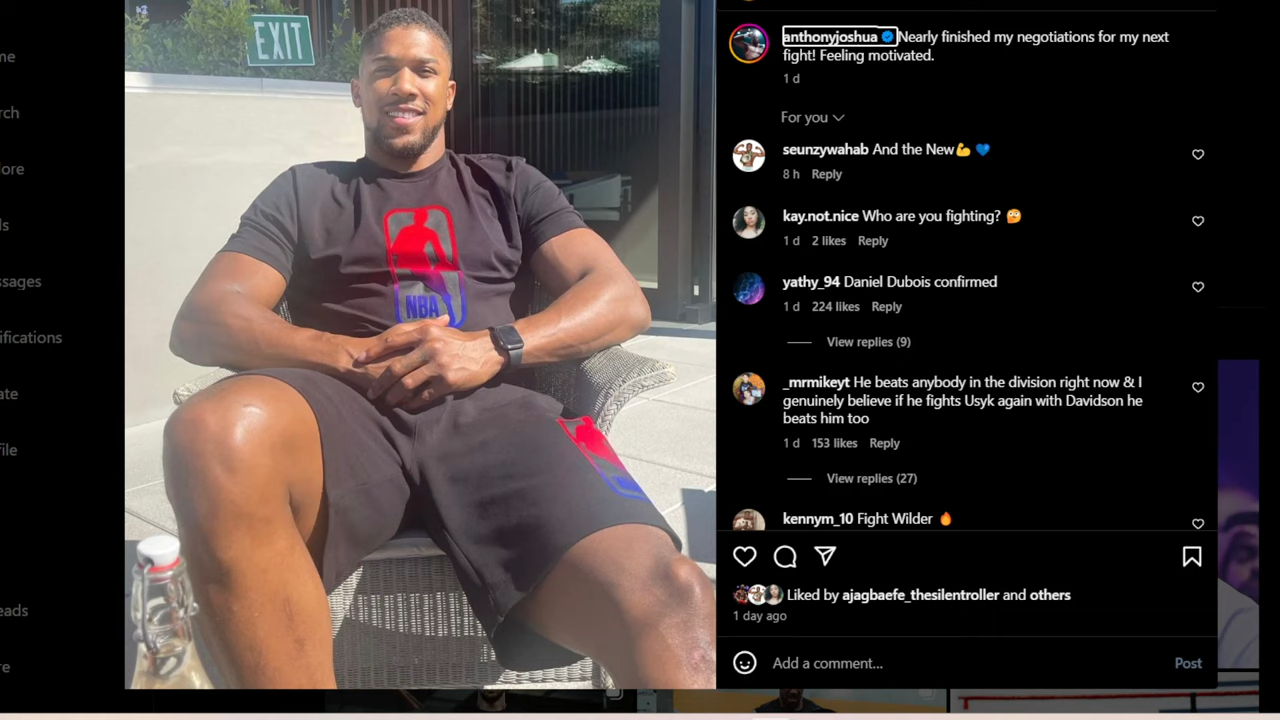 EXIT
NBA
me
rch
lore
ls
ssages
ifications
ate
file
eads
re
anthonyjoshua Nearly finished my negotiations for my next
fight! Feeling motivated.
1 d
For you
seunzywahab And the New💪 💙
8 h Reply
kay.not.nice Who are you fighting? 🫠
1 d 2 likes Reply
yathy_94 Daniel Dubois confirmed
1 d 224 likes Reply
View replies (9)
_mrmikeyt He beats anybody in the division right now & I
genuinely believe if he fights Usyk again with Davidson he
beats him too
1 d 153 likes Reply
View replies (27)
kennym_10 Fight Wilder 🔥
Liked by ajagbaefe_thesilentroller and others
1 day ago
Add a comment... Post